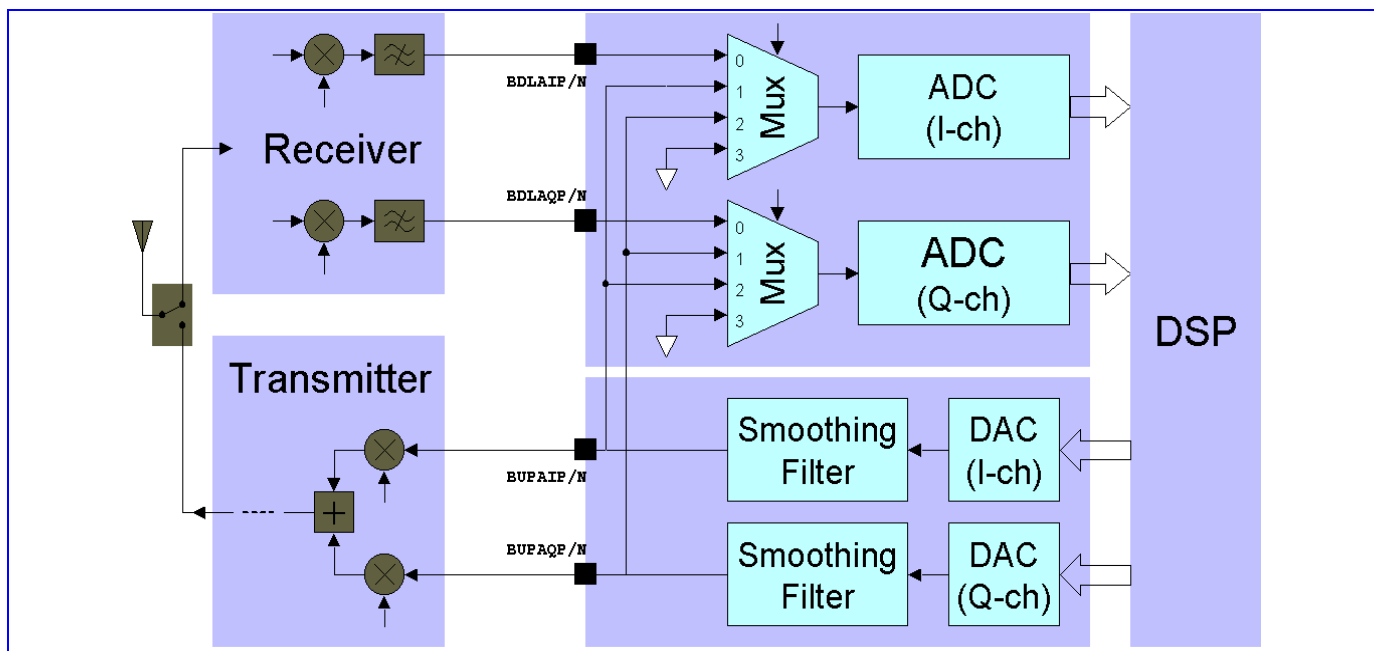 Receiver
BDLAIP/N
BDLAQP/N
0
1
2
3
Mux
ADC
(I-ch)
0
1
2
3
Mux
ADC
(Q-ch)
DSP
Transmitter
BUPAIP/N
BUPAQP/N
Smoothing
Filter
DAC
(I-ch)
Smoothing
Filter
DAC
(Q-ch)